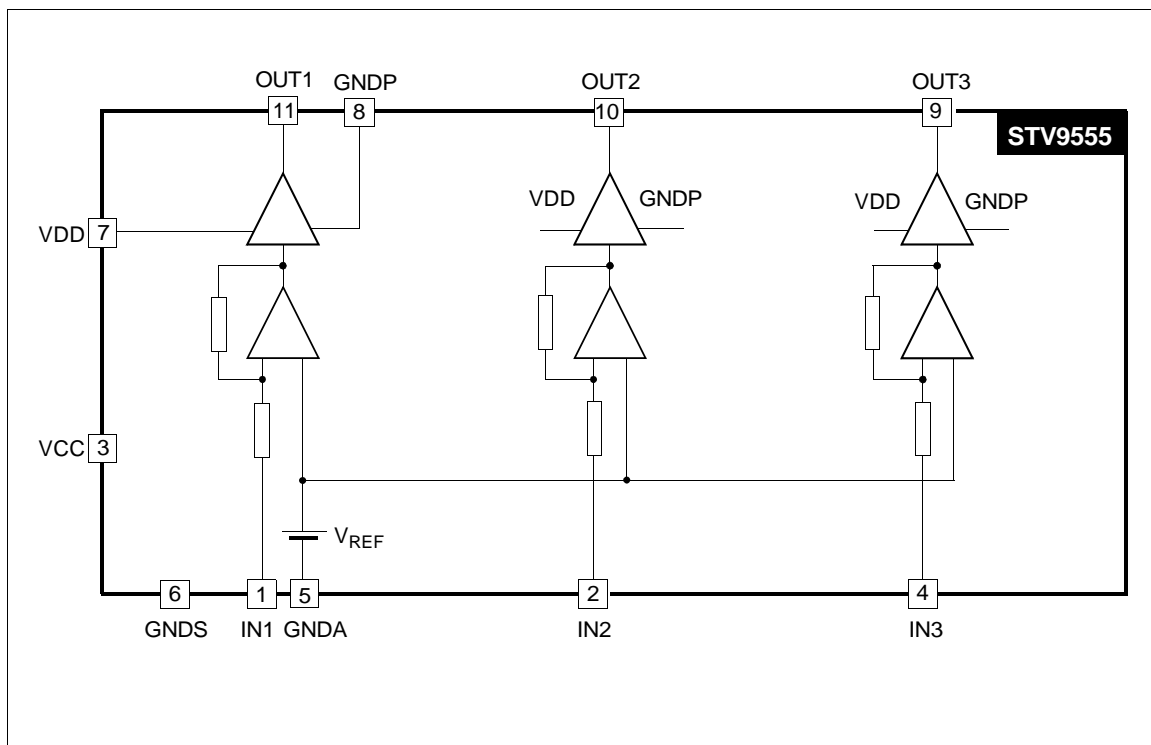 OUT1 GNDP OUT2 OUT3
11 8 10 9
STV9555
VDD GNDP VDD GNDP
VDD 7
VCC 3
VREF
6 1 5 2 4
GNDS IN1 GNDA IN2 IN3